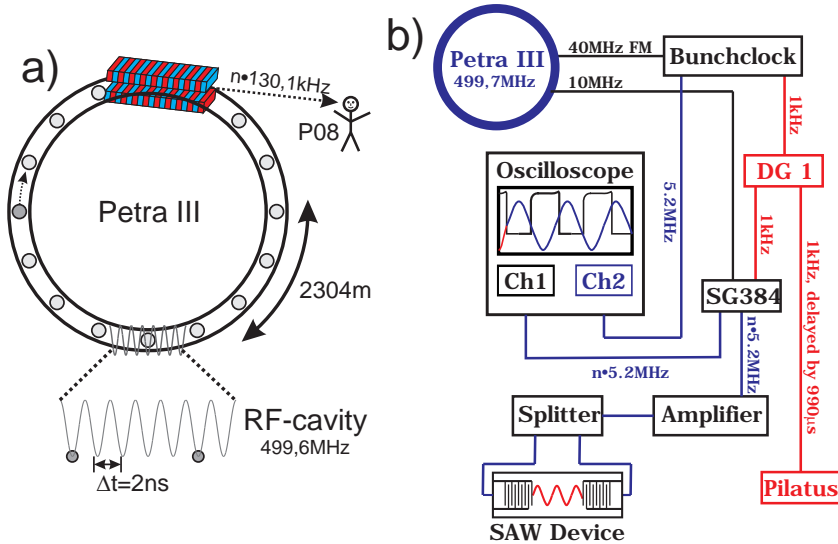 a)
n•130,1kHz
P08
Petra III
2304m
RF-cavity
499,6MHz
Δt=2ns
b)
Petra III
499,7MHz
40MHz FM
Bunchclock
10MHz
1kHz
DG 1
Oscilloscope
Ch1
Ch2
5.2MHz
1kHz
1kHz, delayed by 990µs
SG384
n•5.2MHz
n•5.2MHz
Splitter
Amplifier
Pilatus
SAW Device